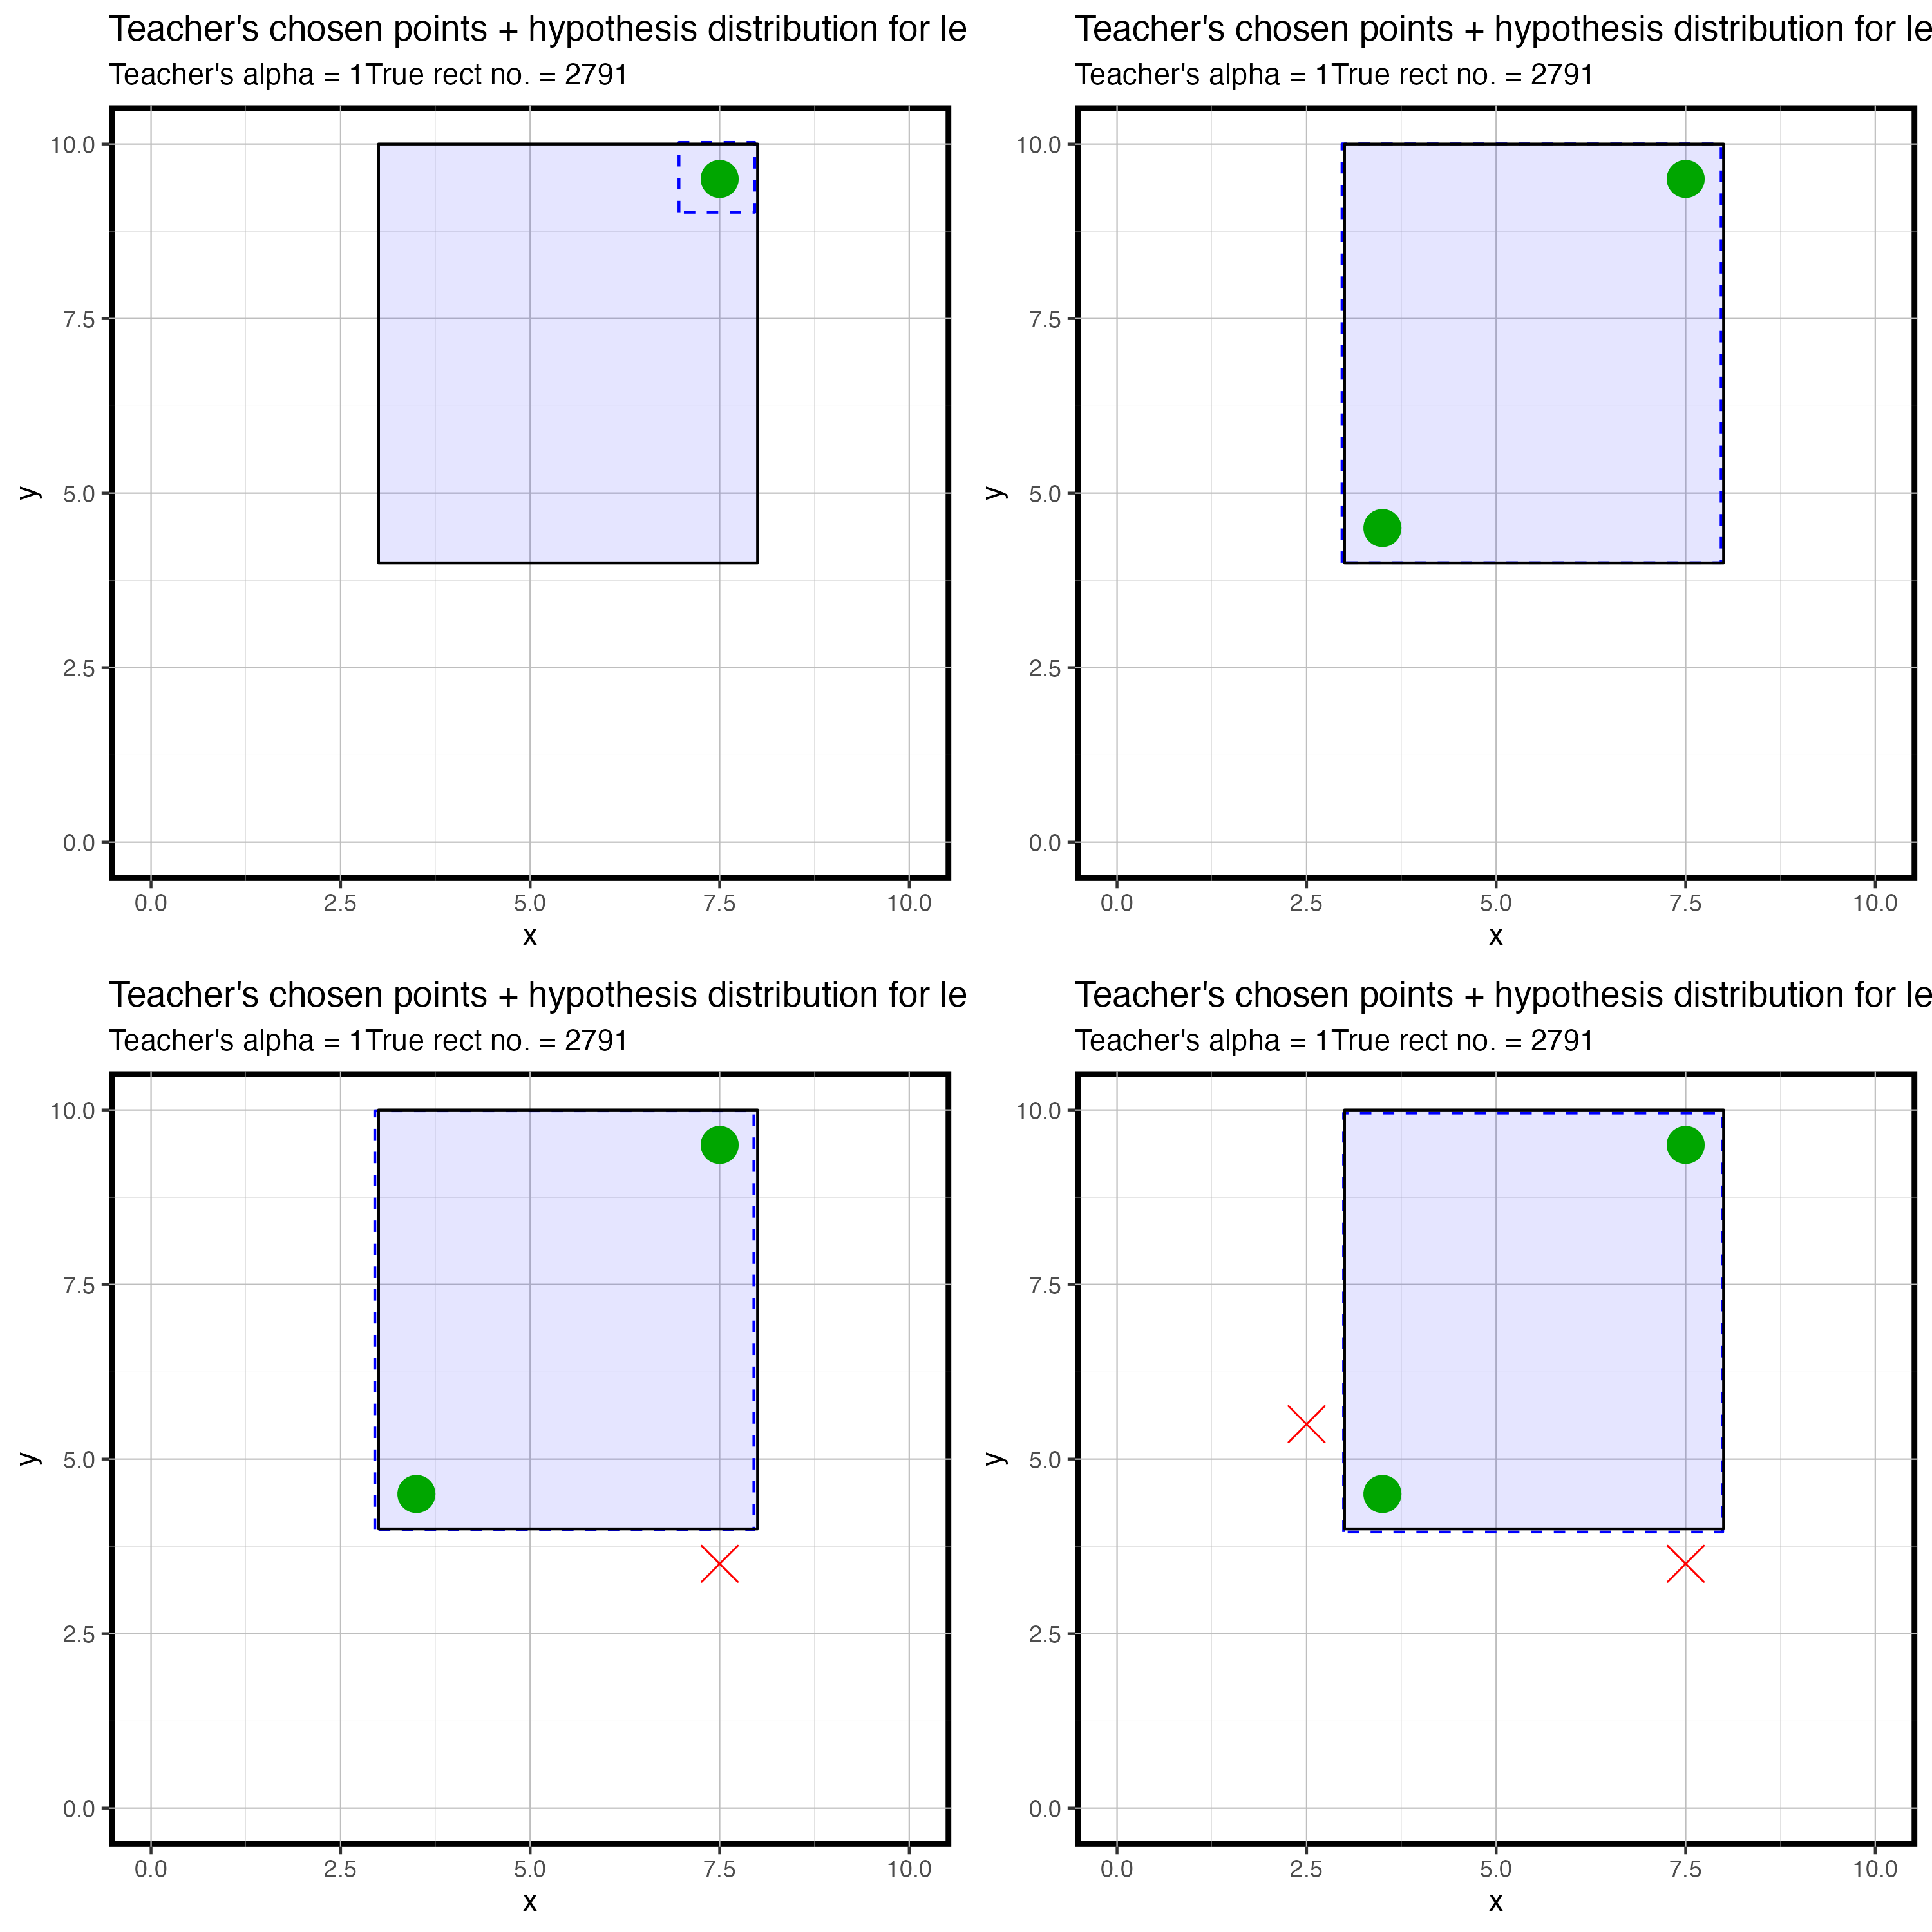 Teacher's chosen points + hypothesis distribution for le
Teacher's alpha = 1True rect no. = 2791
10.0
7.5
5.0
2.5
0.0
y
0.0 2.5 5.0 7.5 10.0
x
Teacher's chosen points + hypothesis distribution for le
Teacher's alpha = 1True rect no. = 2791
10.0
7.5
5.0
2.5
0.0
y
0.0 2.5 5.0 7.5 10.0
x
Teacher's chosen points + hypothesis distribution for le
Teacher's alpha = 1True rect no. = 2791
10.0
7.5
5.0
2.5
0.0
y
0.0 2.5 5.0 7.5 10.0
x
Teacher's chosen points + hypothesis distribution for le
Teacher's alpha = 1True rect no. = 2791
10.0
7.5
5.0
2.5
0.0
y
0.0 2.5 5.0 7.5 10.0
x